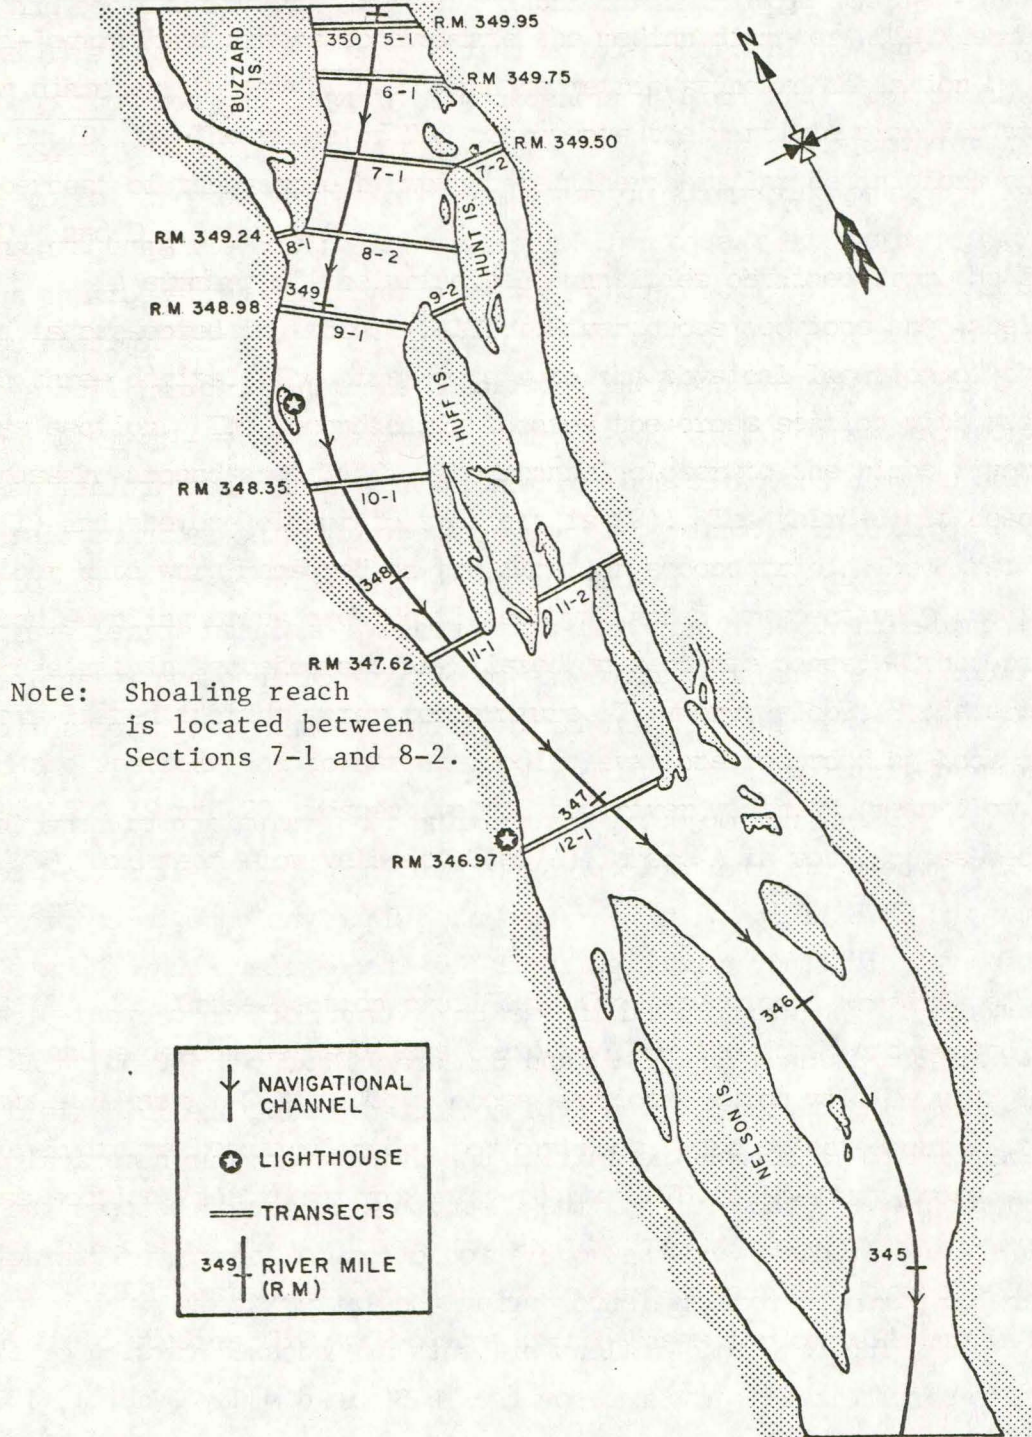 R.M. 349.95
350
5-1
BUZZARD
IS
R.M. 349.75
6-1
N
R.M. 349.50
7-1
7-2
R.M. 349.24
8-1
8-2
HUNT IS.
349
9-2
R.M. 348.98
9-1
HUFF IS
R M 348.35
10-1
348
11-2
11-1
R M 347.62
Note: Shoaling reach
is located between
Sections 7-1 and 8-2.
347
12-1
R M 346.97
346
NELSON IS
345
NAVIGATIONAL
CHANNEL
LIGHTHOUSE
TRANSECTS
349 RIVER MILE
(R M)